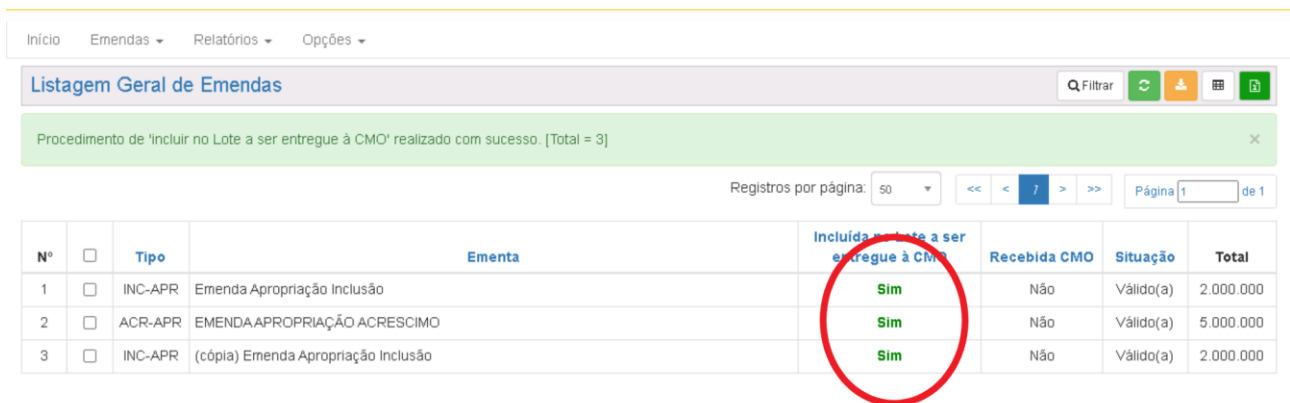 Início Emendas Relatórios Opções
Listagem Geral de Emendas Filtrar
Procedimento de 'incluir no Lote a ser entregue à CMO' realizado com sucesso. [Total = 3] ×
Registros por página: 50 << < 1 > >> Página 1 de 1
Incluída no Lote a ser
Nº Tipo Ementa entregue à CMO Recebida CMO Situação Total
1 INC-APR Emenda Apropriação Inclusão Sim Não Válido(a) 2.000.000
2 ACR-APR EMENDA APROPRIAÇÃO ACRESCIMO Sim Não Válido(a) 5.000.000
3 INC-APR (cópia) Emenda Apropriação Inclusão Sim Não Válido(a) 2.000.000